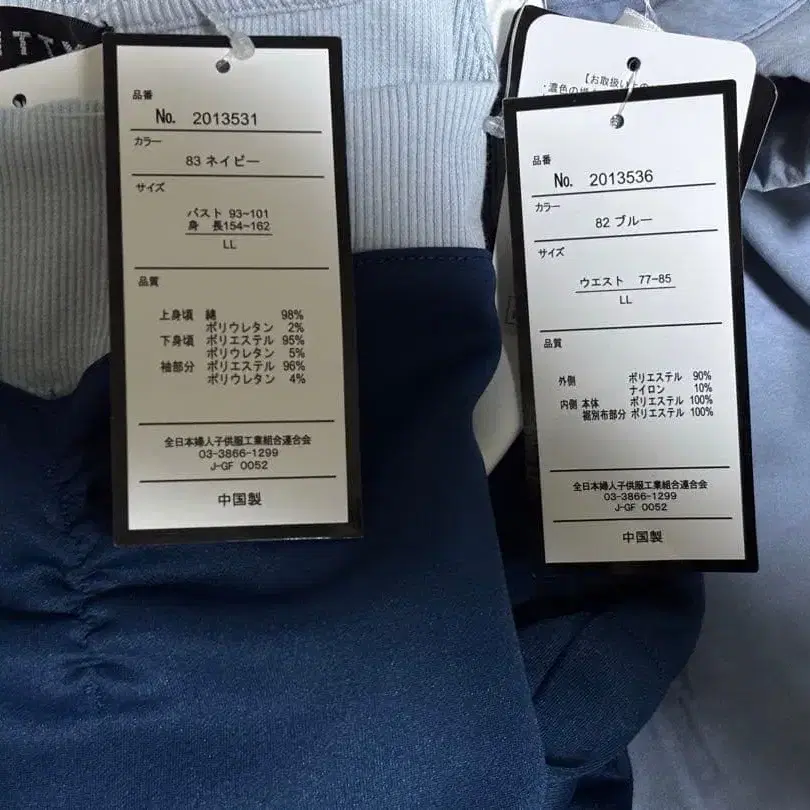 品番
No. 2013531
カラー
83 ネイビー
サイズ
バスト 93~101
身 長154~162
LL
品質
上身頃 綿 98%
ポリウレタン 2%
下身頃 ポリエステル 95%
ポリウレタン 5%
袖部分 ポリエステル 96%
ポリウレタン 4%
全日本婦人子供服工業組合連合会
03-3866-1299
J-GF 0052
中国製
【お取扱い上の
品番
No. 2013536
カラー
82 ブルー
サイズ
ウエスト 77-85
LL
品質
外側 ポリエステル 90%
ナイロン 10%
内側 本体 ポリエステル 100%
裾別布部分 ポリエステル 100%
全日本婦人子供服工業組合連合会
03-3866-1299
J-GF 0052
中国製